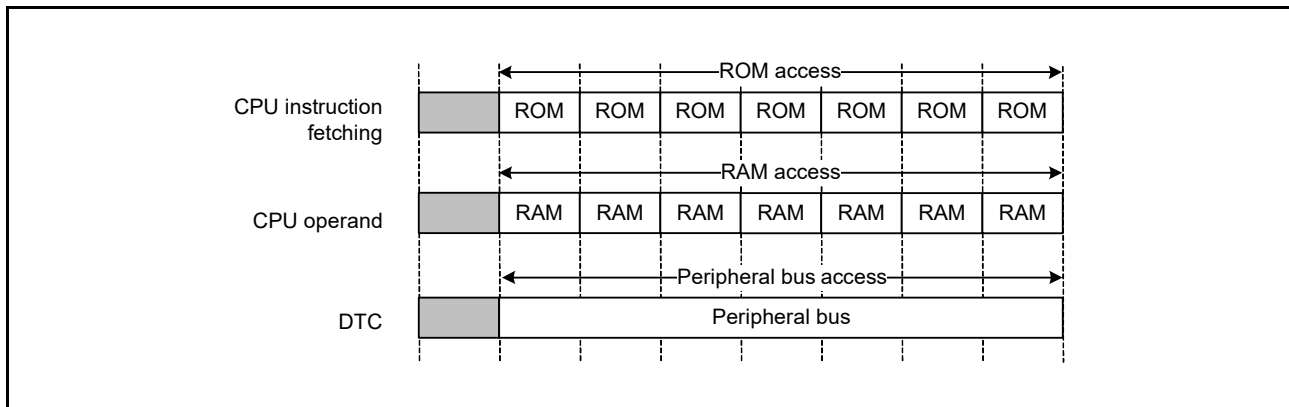 ROM access
CPU instruction
fetching
ROM ROM ROM ROM ROM ROM ROM
RAM access
CPU operand
RAM RAM RAM RAM RAM RAM RAM
Peripheral bus access
DTC
Peripheral bus